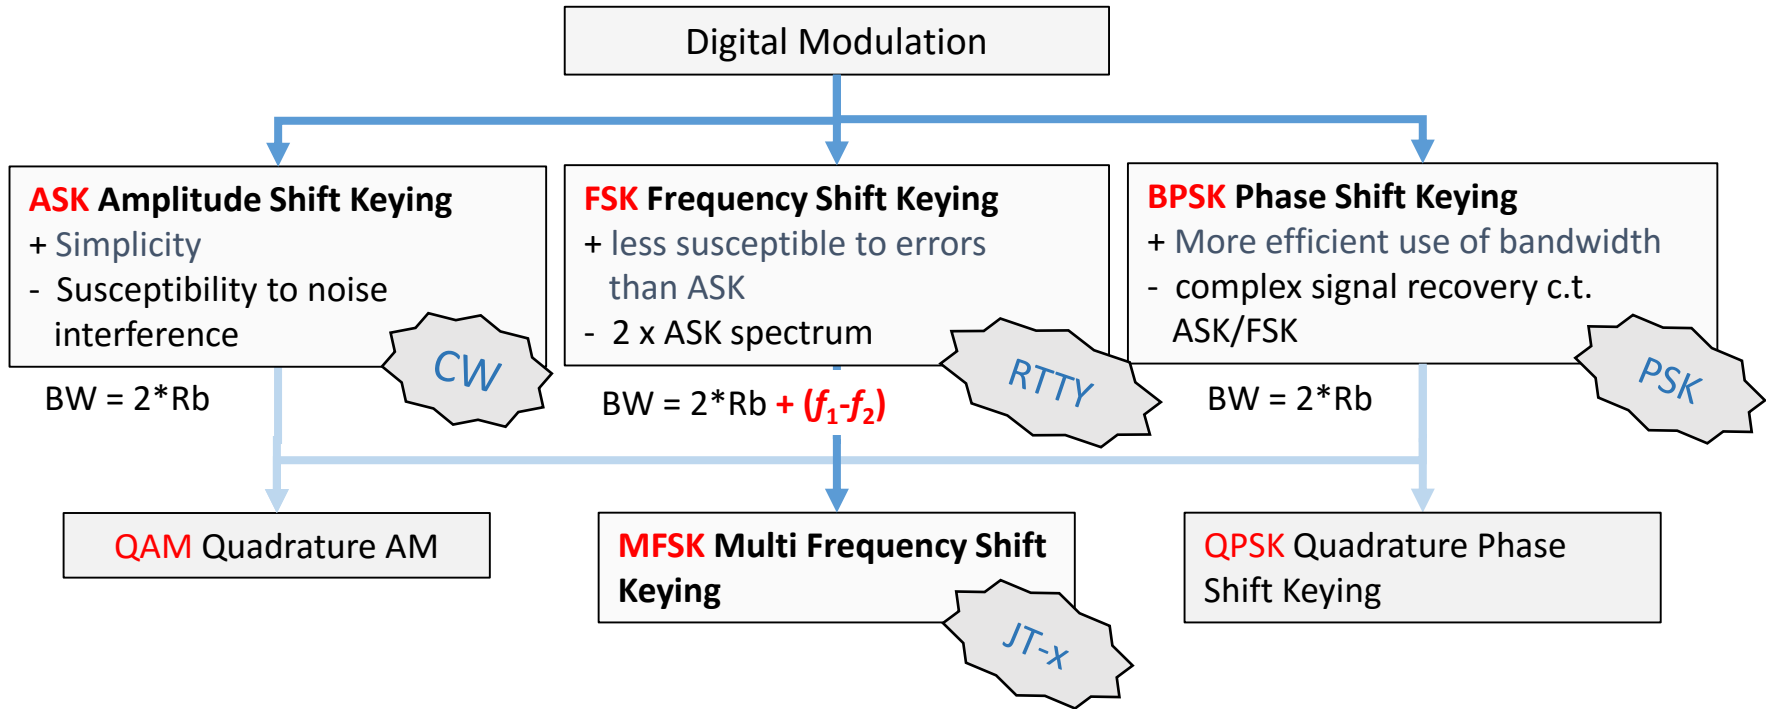 Digital Modulation
ASK Amplitude Shift Keying
+ Simplicity
- Susceptibility to noise
interference
CW
BW = 2*Rb
FSK Frequency Shift Keying
+ less susceptible to errors
than ASK
- 2 x ASK spectrum
RTTY
BW = 2*Rb + (f1-f2)
BPSK Phase Shift Keying
+ More efficient use of bandwidth
- complex signal recovery c.t.
ASK/FSK
PSK
BW = 2*Rb
QAM Quadrature AM
MFSK Multi Frequency Shift
Keying
JT-x
QPSK Quadrature Phase
Shift Keying